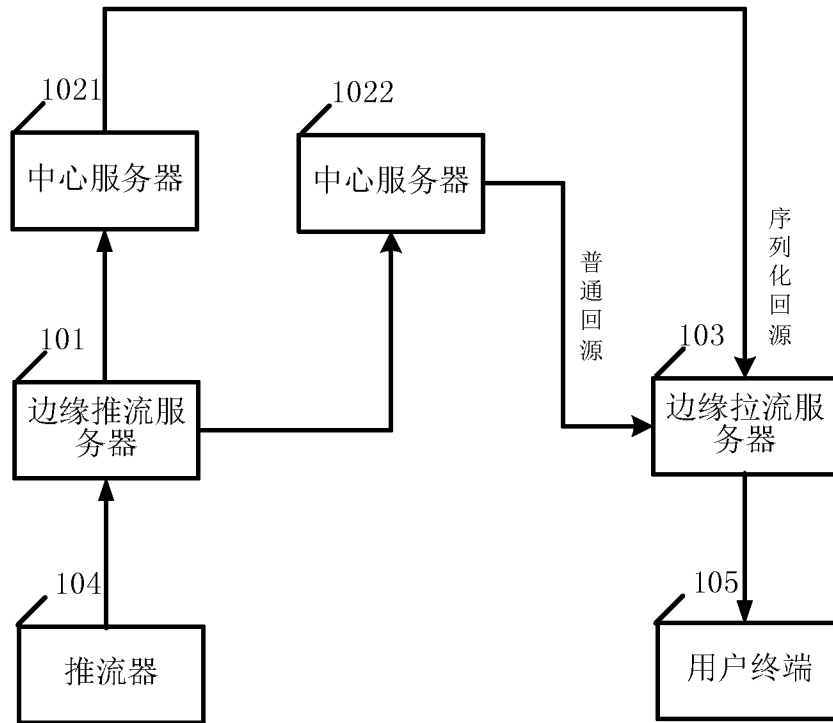 1021
中心服务器
1022
中心服务器
普通回源
序列化回源
101
边缘推流服
务器
103
边缘拉流服
务器
104
推流器
105
用户终端